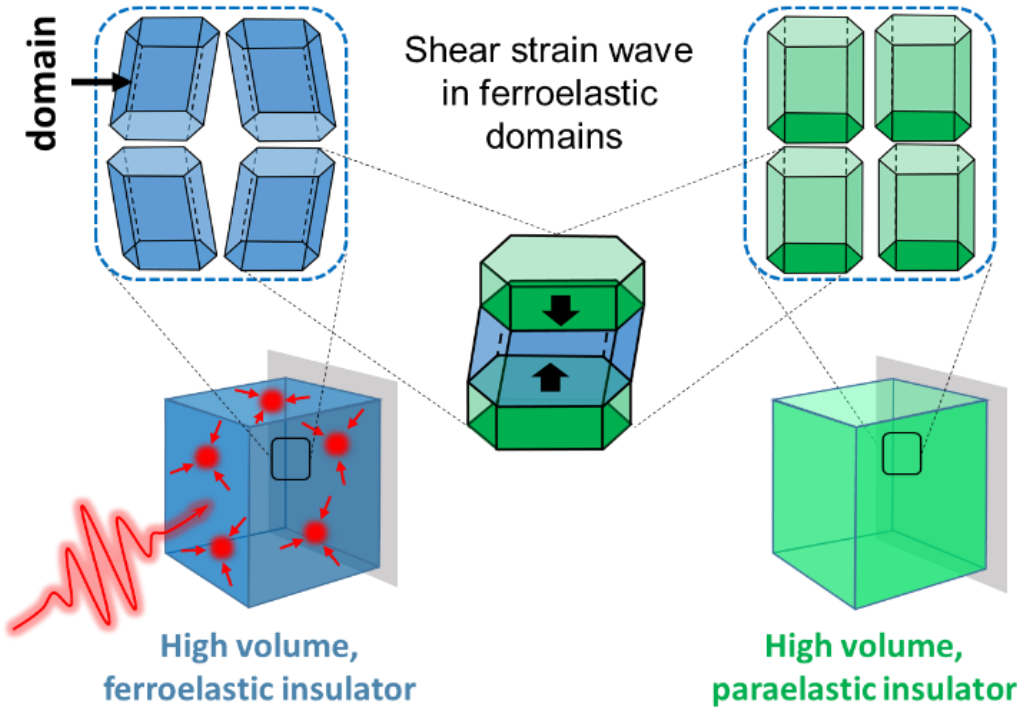 domain
Shear strain wave
in ferroelastic
domains
High volume,
ferroelastic insulator
High volume,
paraelastic insulator